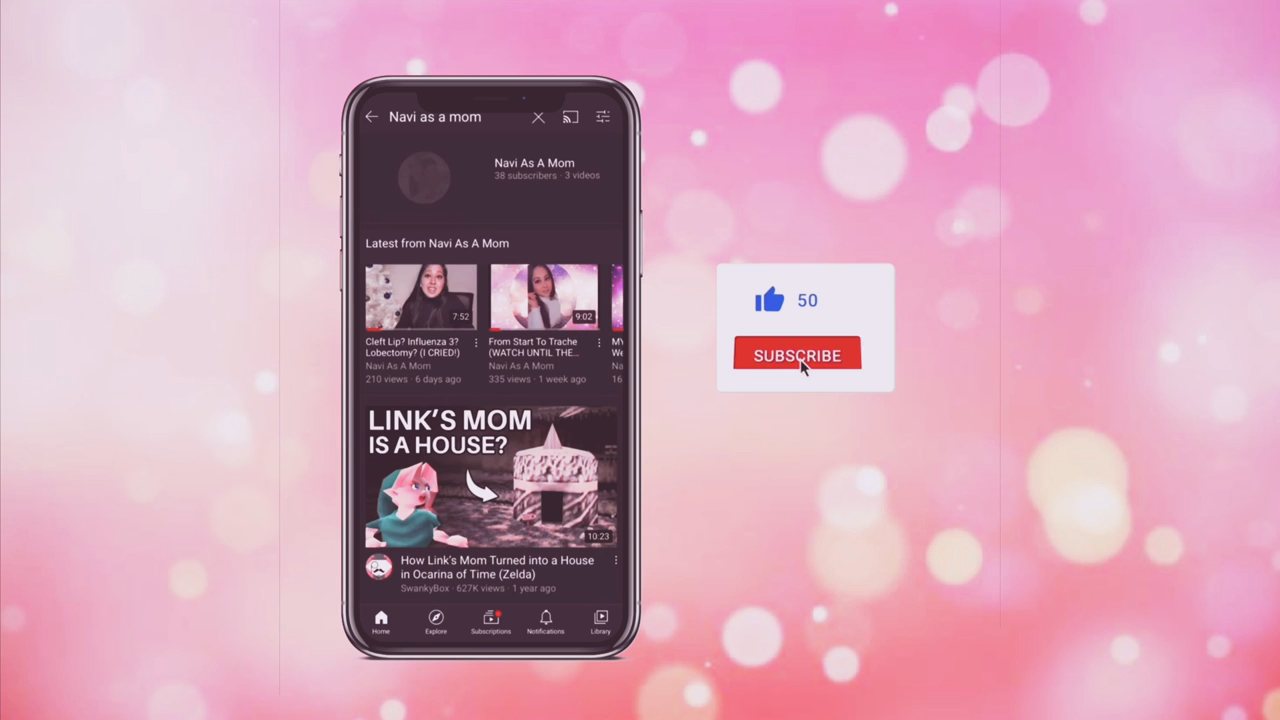 Navi as a mom
Navi As A Mom
38 subscribers · 3 videos
Latest from Navi As A Mom
7:52
9:02
Cleft Lip? Influenza 3?
Lobectomy? (I CRIED!)
Navi As A Mom
210 views · 6 days ago
From Start To Trache
(WATCH UNTIL THE...
Navi As A Mom
335 views · 1 week ago
MY
We
Na
16
LINK'S MOM
IS A HOUSE?
10:23
How Link's Mom Turned into a House
in Ocarina of Time (Zelda)
SwankyBox · 627K views · 1 year ago
Home
Explore
Subscriptions
Notifications
Library
50
SUBSCRIBE